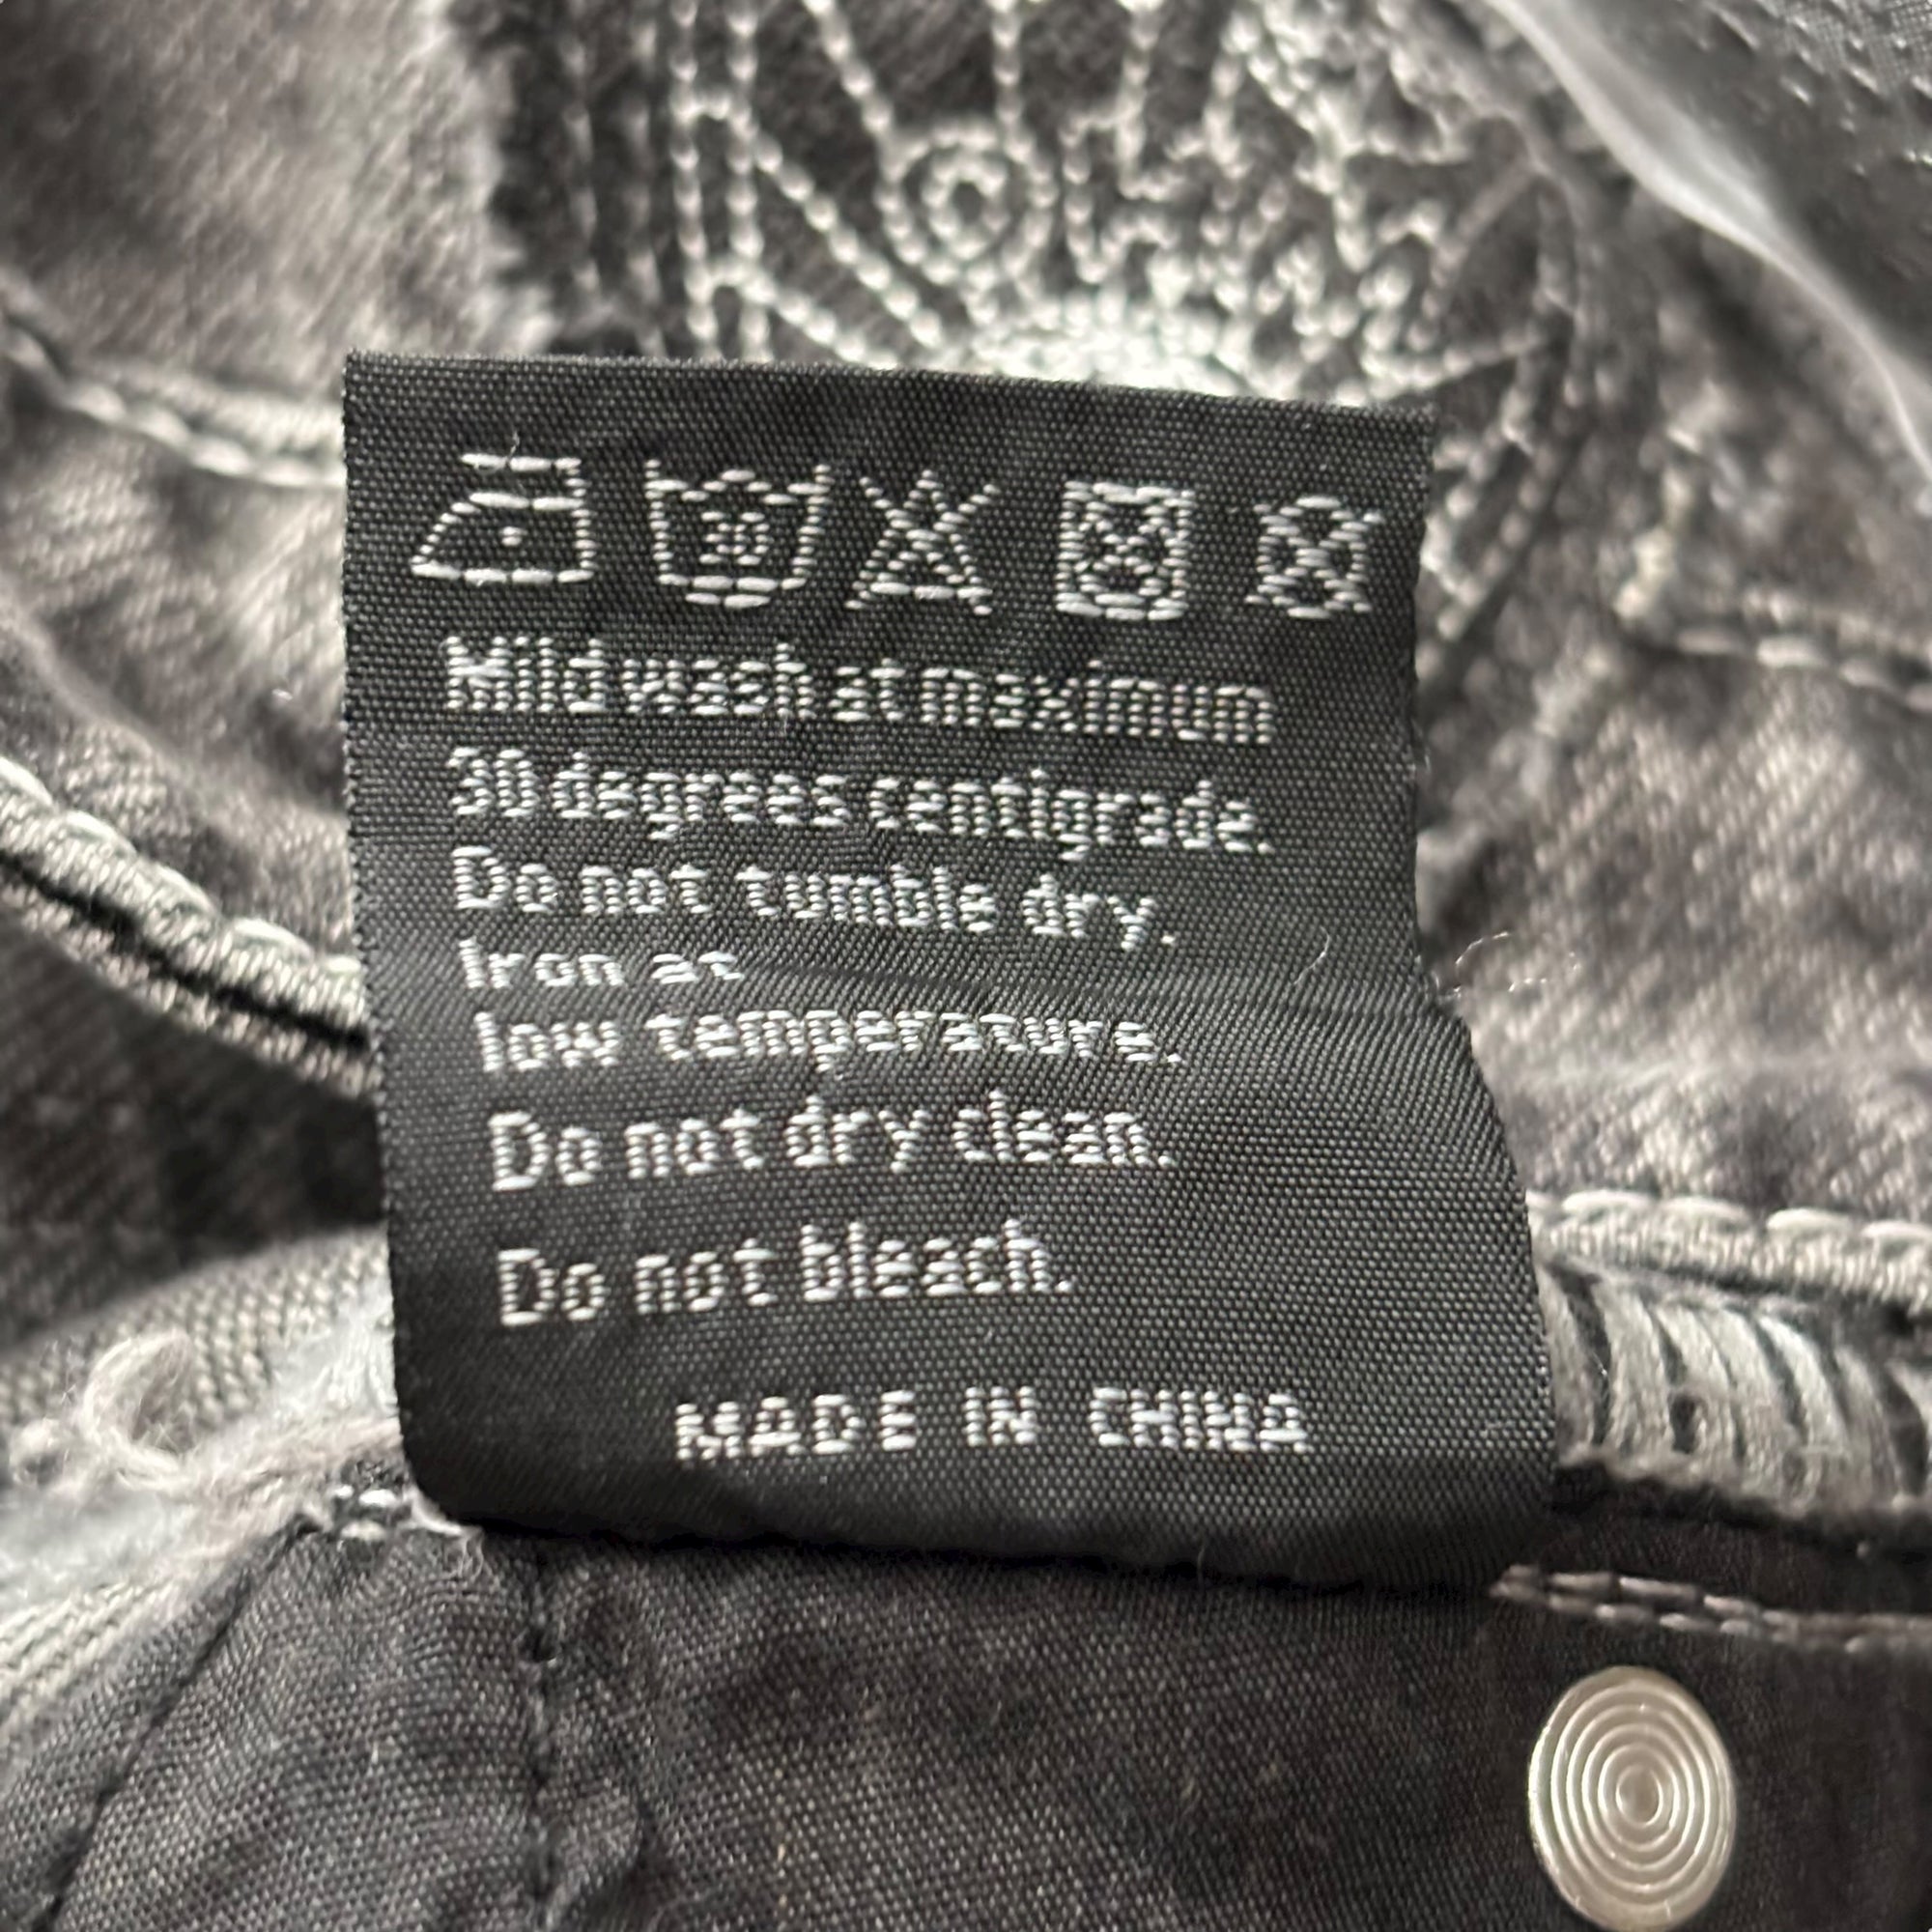 30
Mild wash at maximum
30 degrees centigrade.
Do not tumble dry.
Iron at
low temperature.
Do not dry clean.
Do not bleach.
MADE IN CHINA